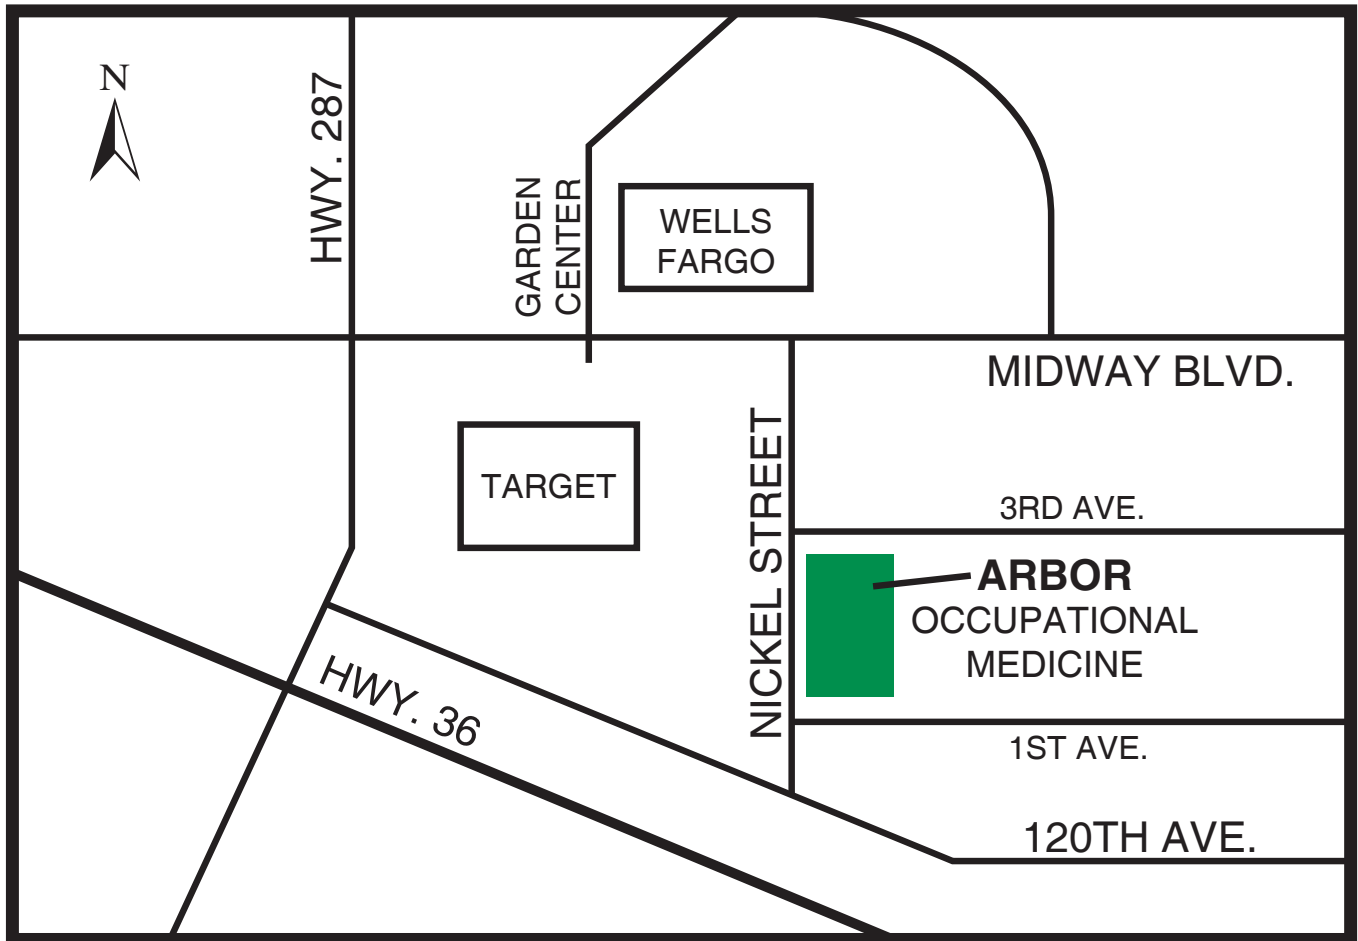 N
HWY. 287
GARDEN
CENTER
WELLS
FARGO
MIDWAY BLVD.
TARGET
NICKEL STREET
3RD AVE.
ARBOR
OCCUPATIONAL
MEDICINE
HWY. 36
1ST AVE.
120TH AVE.